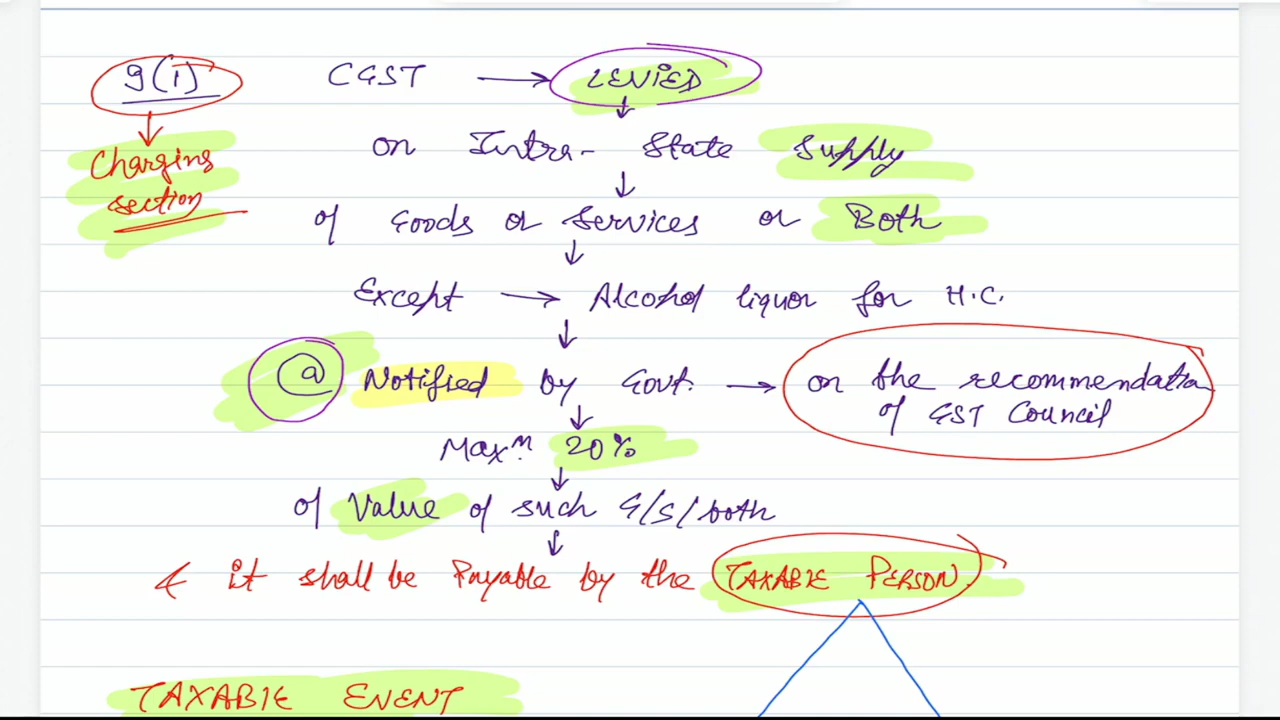 9(1) CGST → LEVIED
on Intra- State Supply
Charging
section
of Goods or Services or Both
Except → Alcohol liquor for H.C.
@ Notified by Govt. → on the recommendation
of GST Council
Maxm. 20%
of Value of such G/S/both
& it shall be Payable by the TAXABLE PERSON.
TAXABLE EVENT